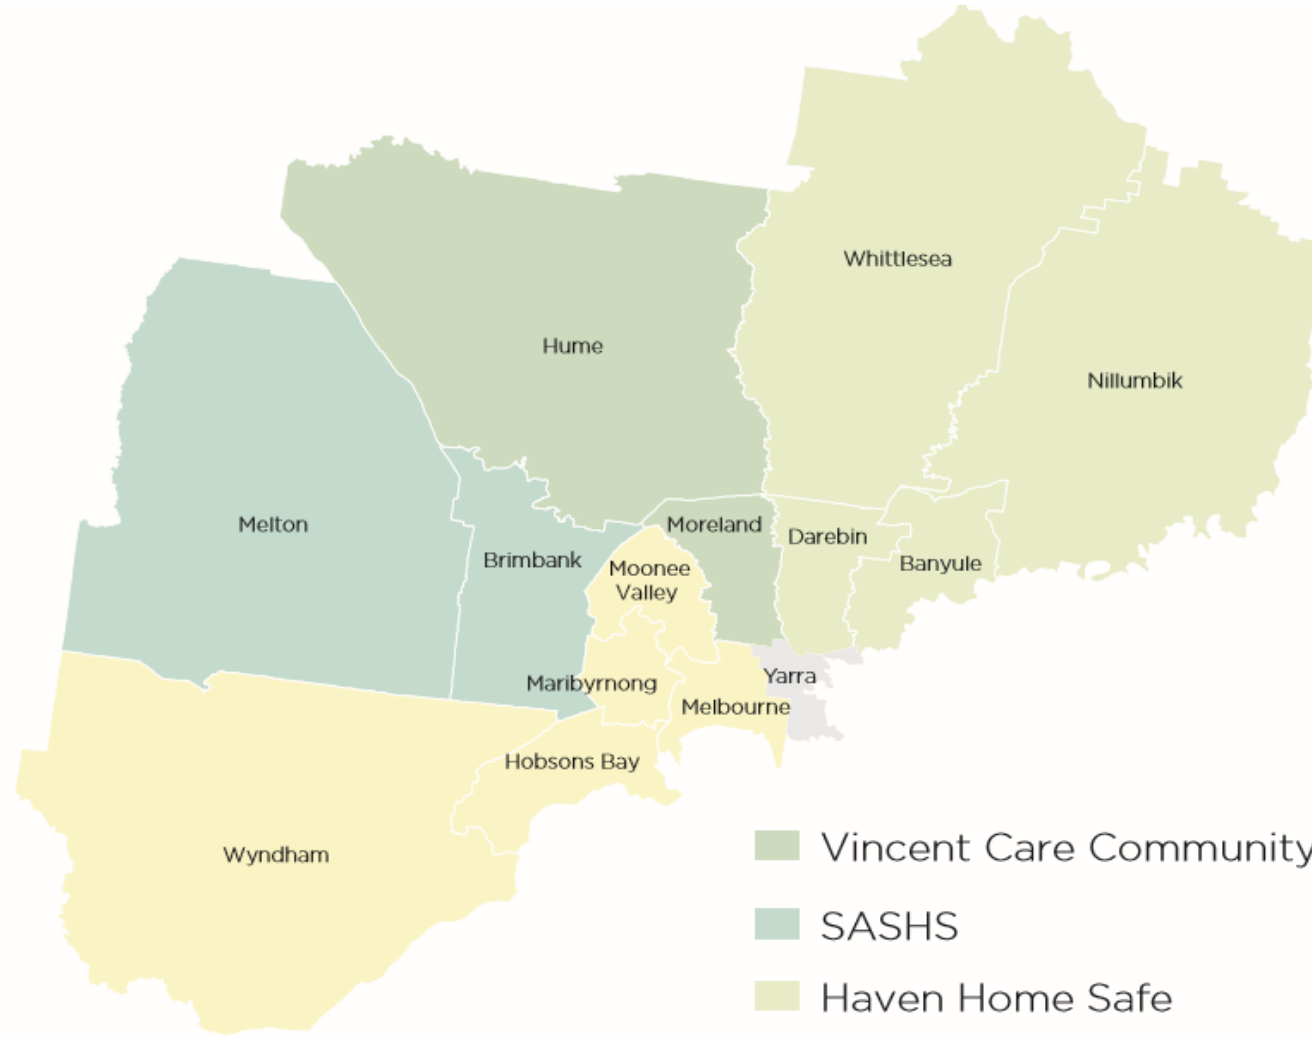 Whittlesea
Hume
Nillumbik
Melton
Moreland
Darebin
Brimbank
Banyule
Moonee
Valley
Maribyrnong
Yarra
Melbourne
Hobsons Bay
Wyndham
Vincent Care Community
SASHS
Haven Home Safe